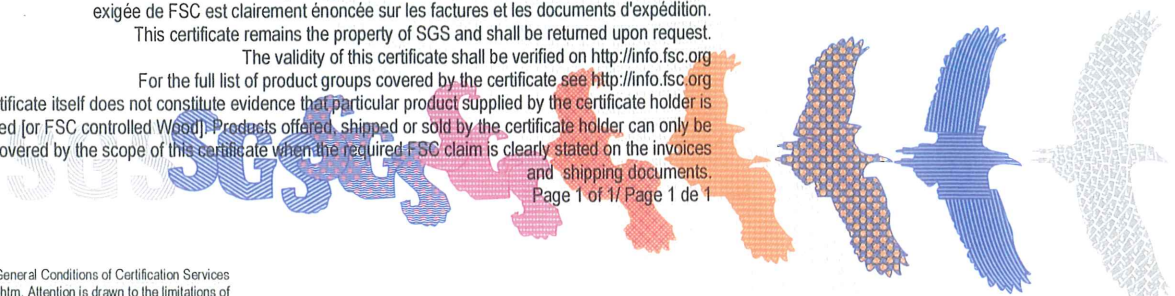 exigée de FSC est clairement énoncée sur les factures et les documents d'expédition.
This certificate remains the property of SGS and shall be returned upon request.
The validity of this certificate shall be verified on http://info.fsc.org
For the full list of product groups covered by the certificate see http://info.fsc.org
tificate itself does not constitute evidence that particular product supplied by the certificate holder is
ed [or FSC controlled Wood]. Products offered, shipped or sold by the certificate holder can only be
overed by the scope of this certificate when the required FSC claim is clearly stated on the invoices
and shipping documents.
Page 1 of 1/ Page 1 de 1
SGS SGSGS
General Conditions of Certification Services
htm. Attention is drawn to the limitations of